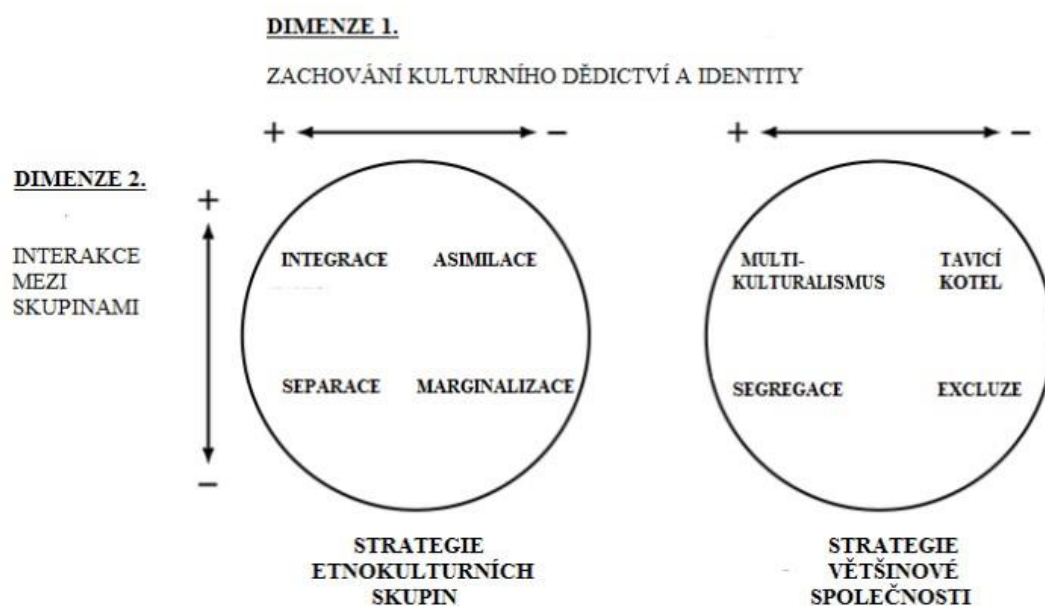 DIMENZE 1.
ZACHOVÁNÍ KULTURNÍHO DĚDICTVÍ A IDENTITY
+ −
+ −
DIMENZE 2.
+
INTERAKCE
MEZI
SKUPINAMI
−
INTEGRACE ASIMILACE
SEPARACE MARGINALIZACE
MULTI-
KULTURALISMUS
TAVICÍ
KOTEL
SEGREGACE EXCLUZE
STRATEGIE
ETNOKULTURNÍCH
SKUPIN
STRATEGIE
VĚTŠINOVÉ
SPOLEČNOSTI